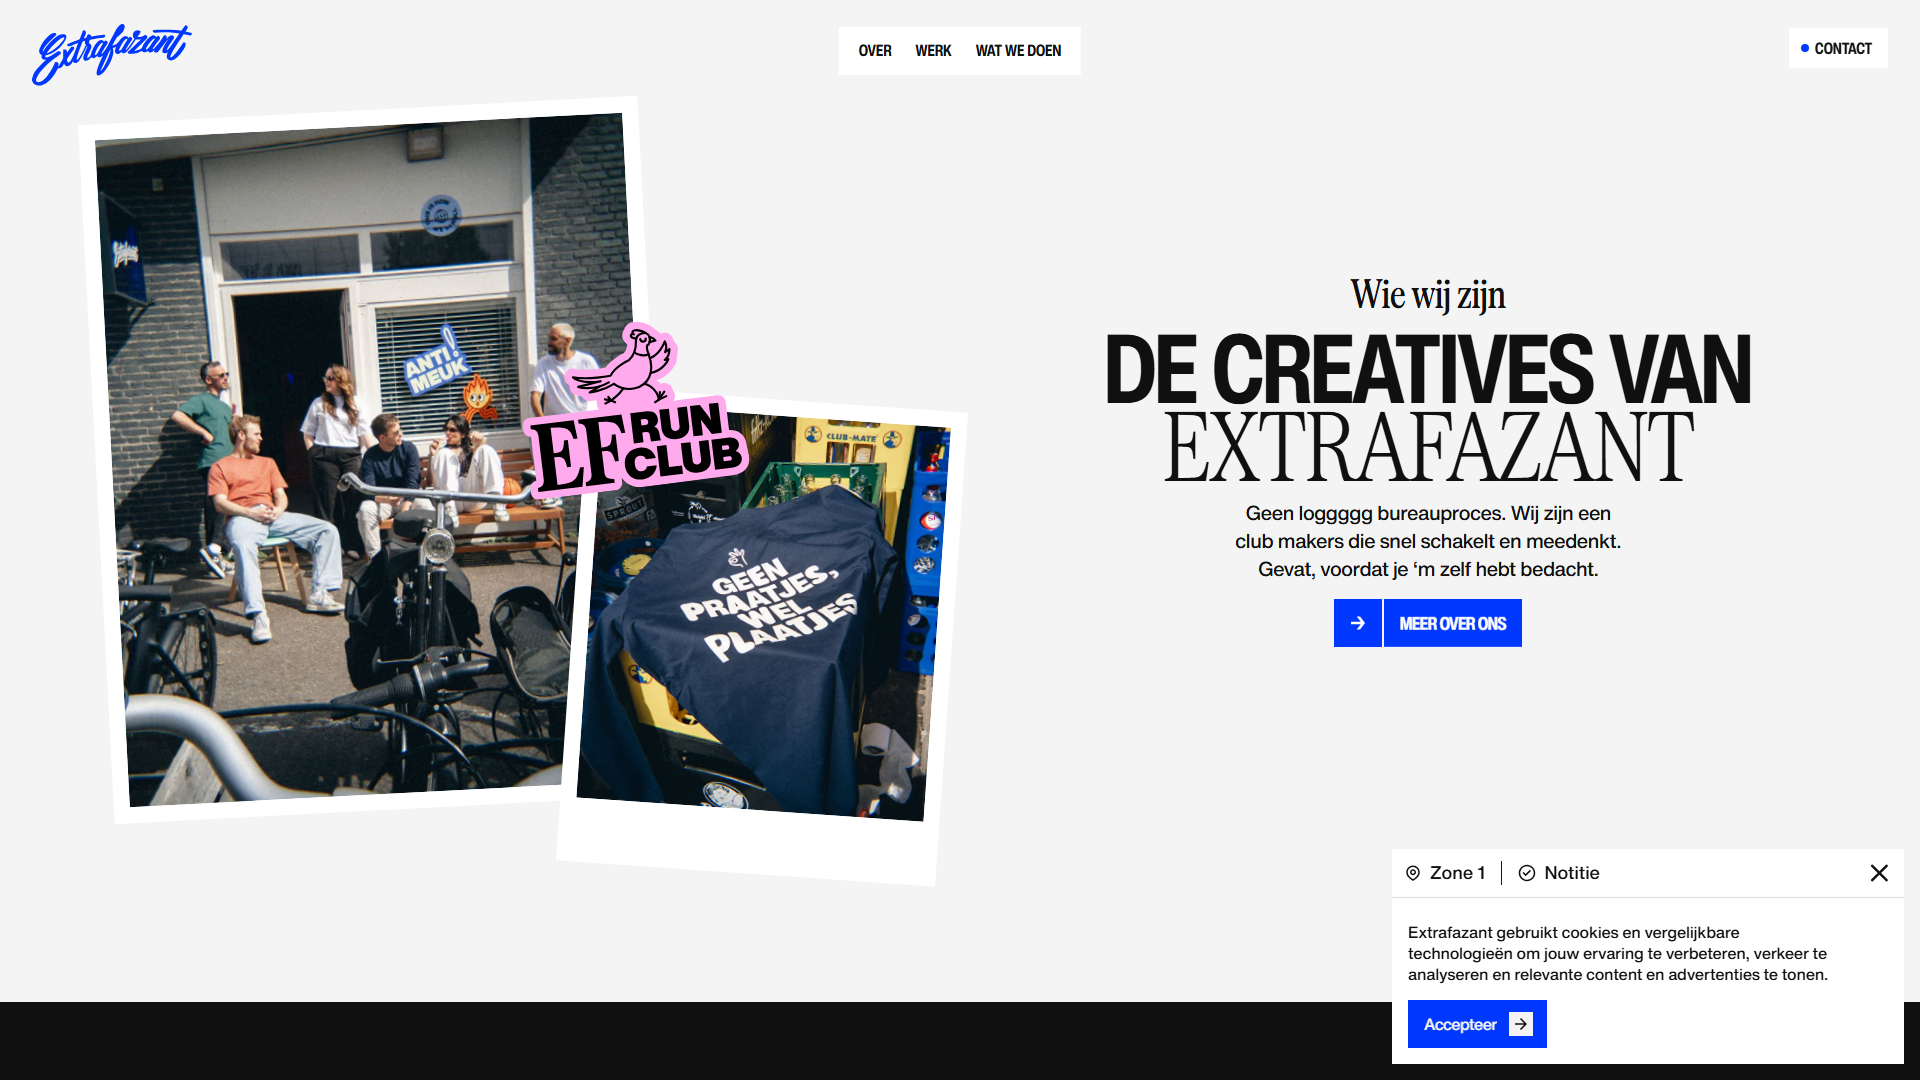 Extrafazant
OVER
WERK
WAT WE DOEN
CONTACT
ANTI!
MEUK
EF RUN
CLUB
CLUB-MATE
SPROUT
GEEN
PRAATJES,
WEL
PLAATJES
Wie wij zijn
DE CREATIVES VAN
EXTRAFAZANT
Geen loggggg bureauproces. Wij zijn een
club makers die snel schakelt en meedenkt.
Gevat, voordat je ‘m zelf hebt bedacht.
MEER OVER ONS
Zone 1
Notitie
Extrafazant gebruikt cookies en vergelijkbare
technologieën om jouw ervaring te verbeteren, verkeer te
analyseren en relevante content en advertenties te tonen.
Accepteer